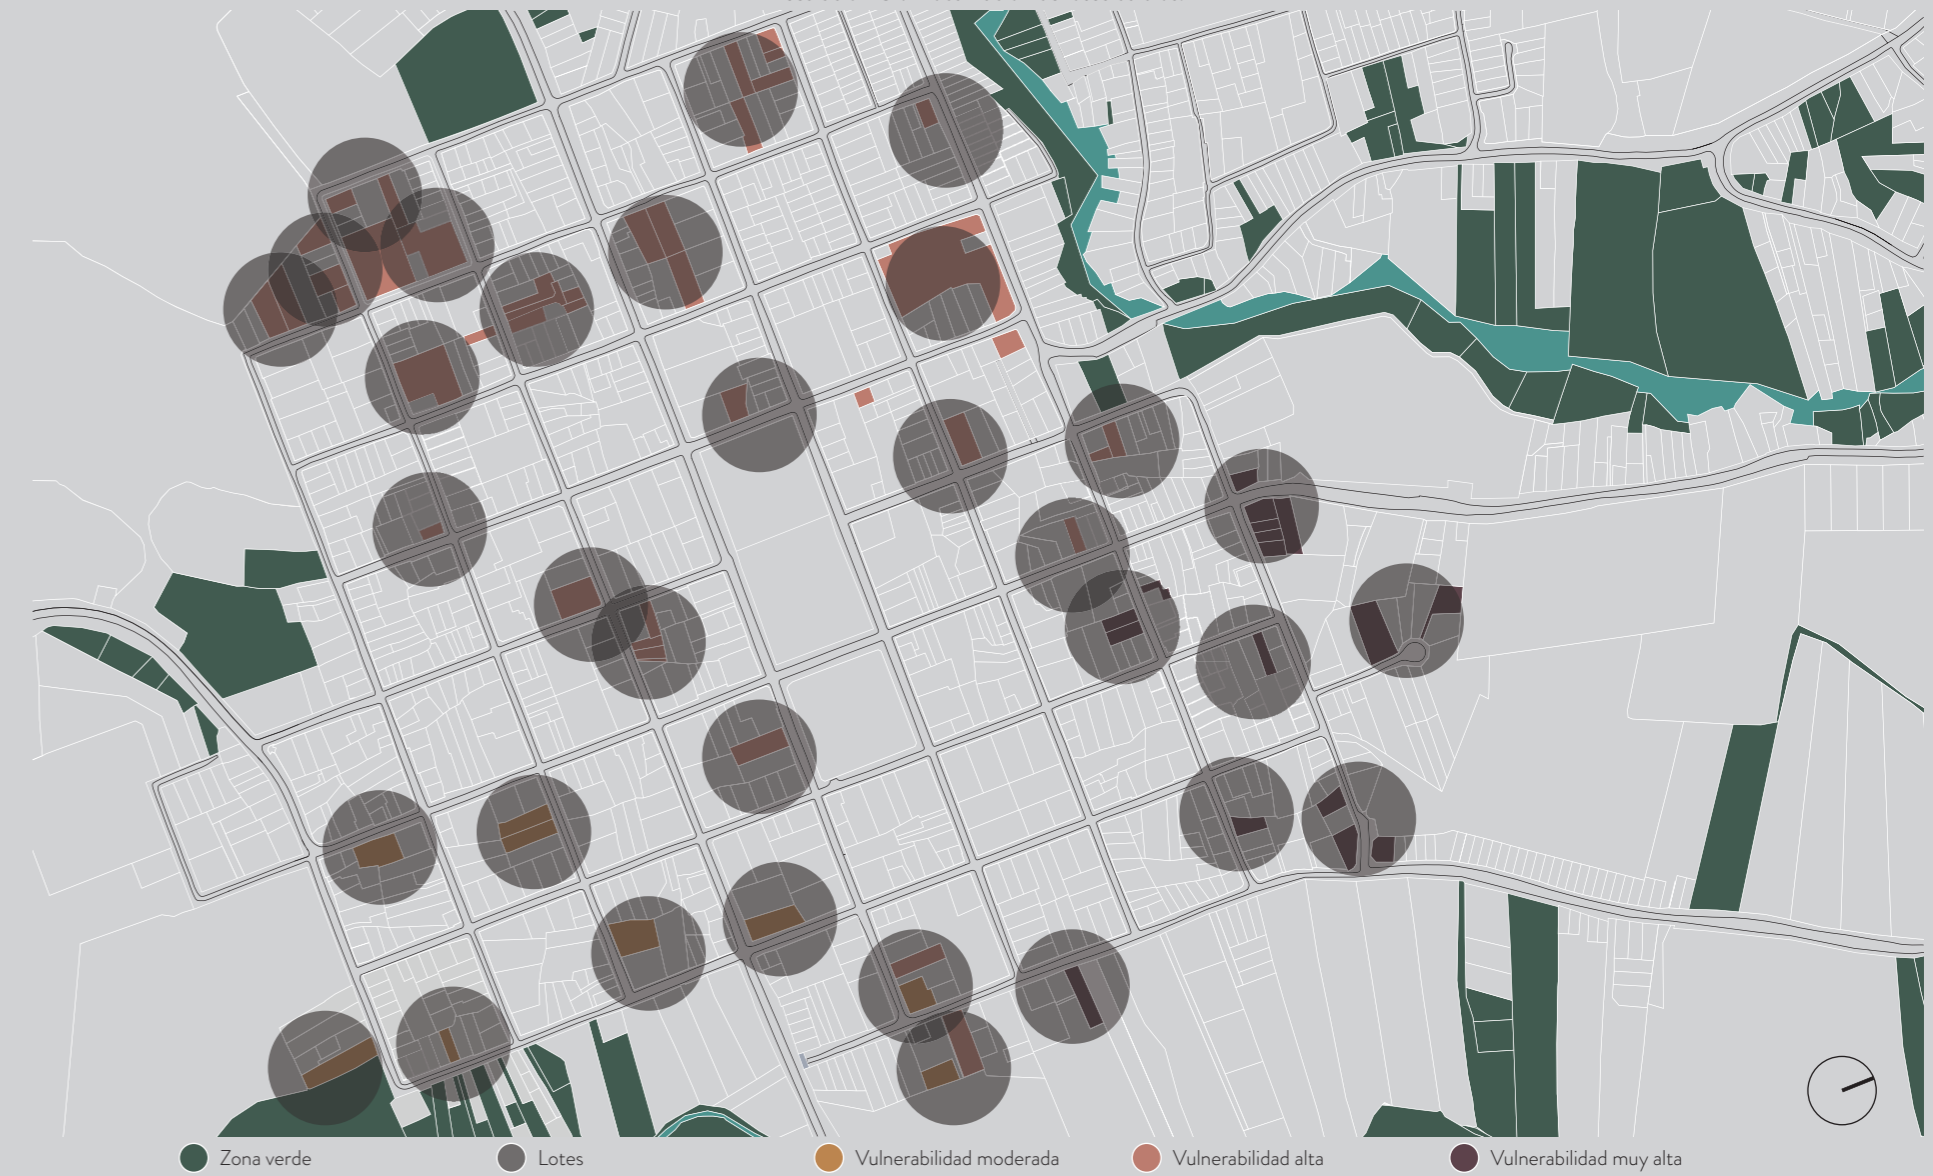 Zona verde
Lotes
Vulnerabilidad moderada
Vulnerabilidad alta
Vulnerabilidad muy alta